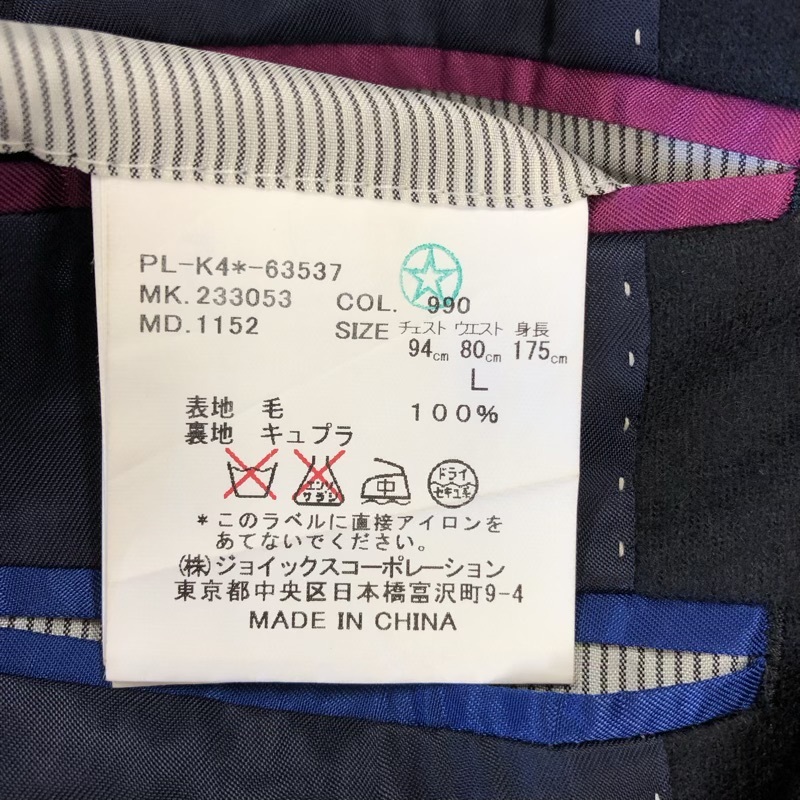 PL-K4*-63537
MK.233053 COL. 990
MD.1152 SIZE チェスト ウエスト 身長
94cm 80cm 175cm
L
表地 毛 100%
裏地 キュプラ
エンソ サラシ 中 ドライ セキユ系
*このラベルに直接アイロンを
あてないでください。
(株)ジョイックスコーポレーション
東京都中央区日本橋富沢町9-4
MADE IN CHINA